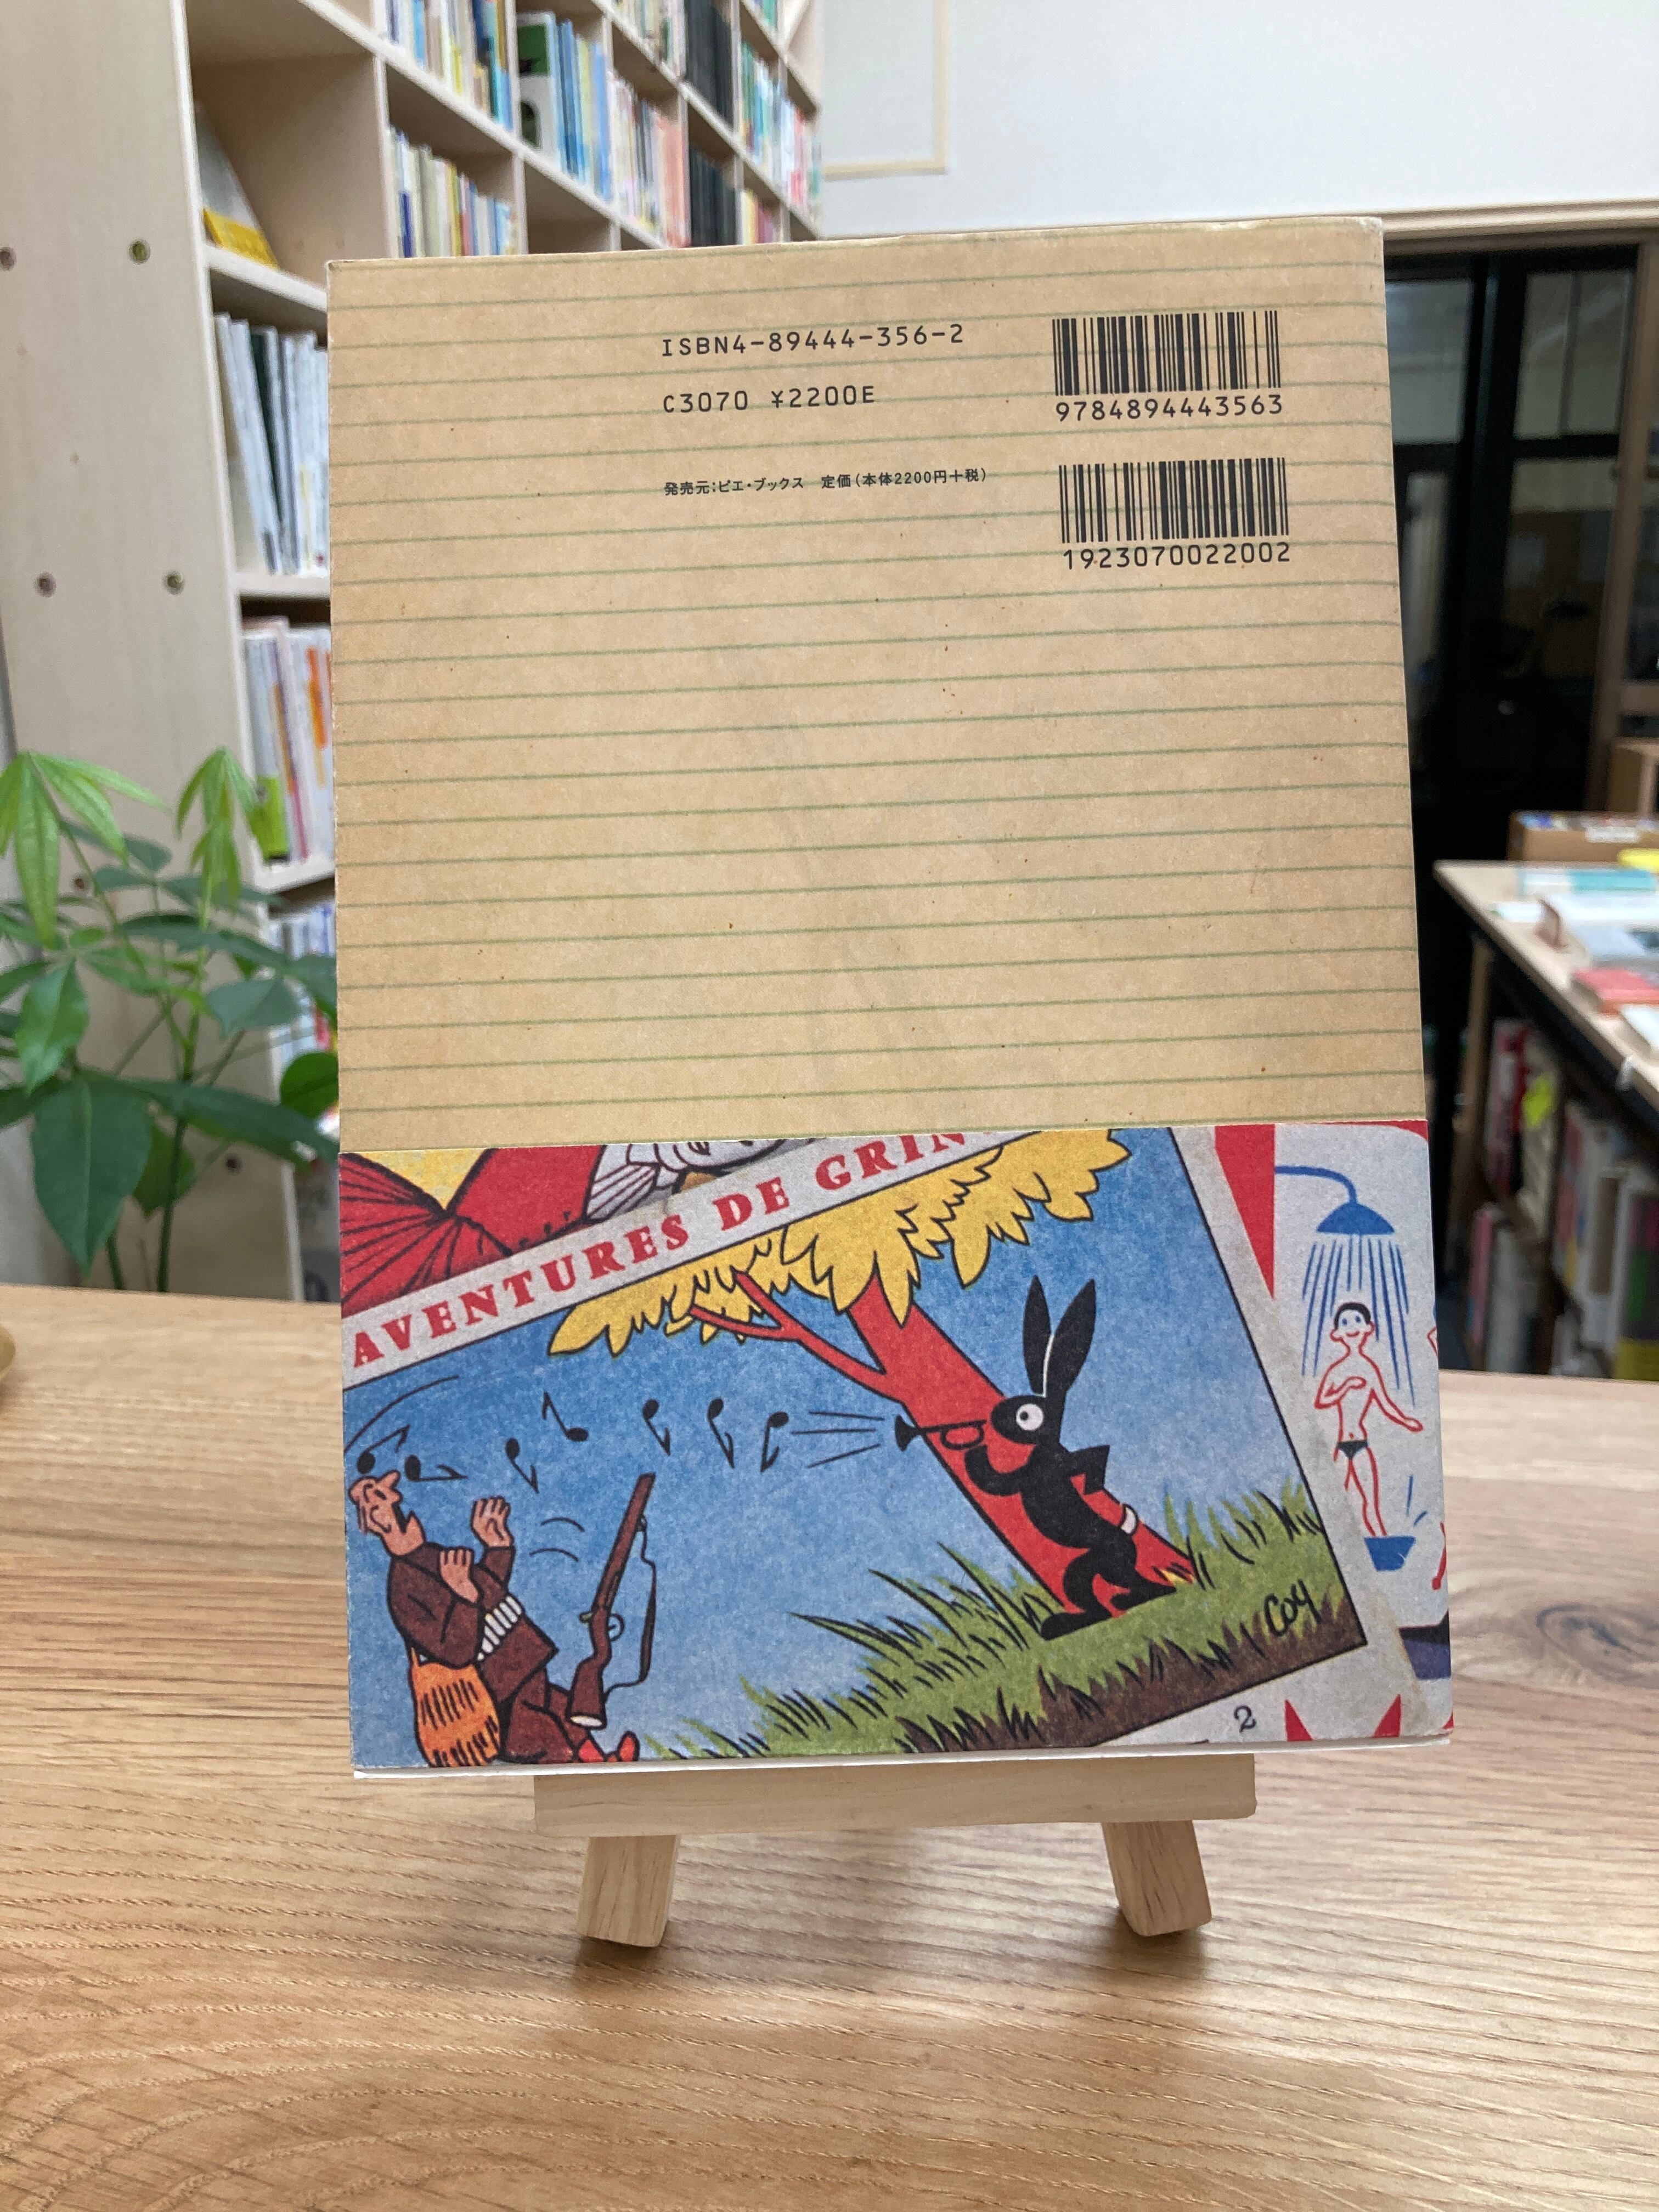 ISBN4-89444-356-2
C3070 ¥2200E
9784894443563
発売元:ピエ・ブックス 定価(本体2200円+税)
1923070022002
AVENTURES DE GRIN
Coy
2